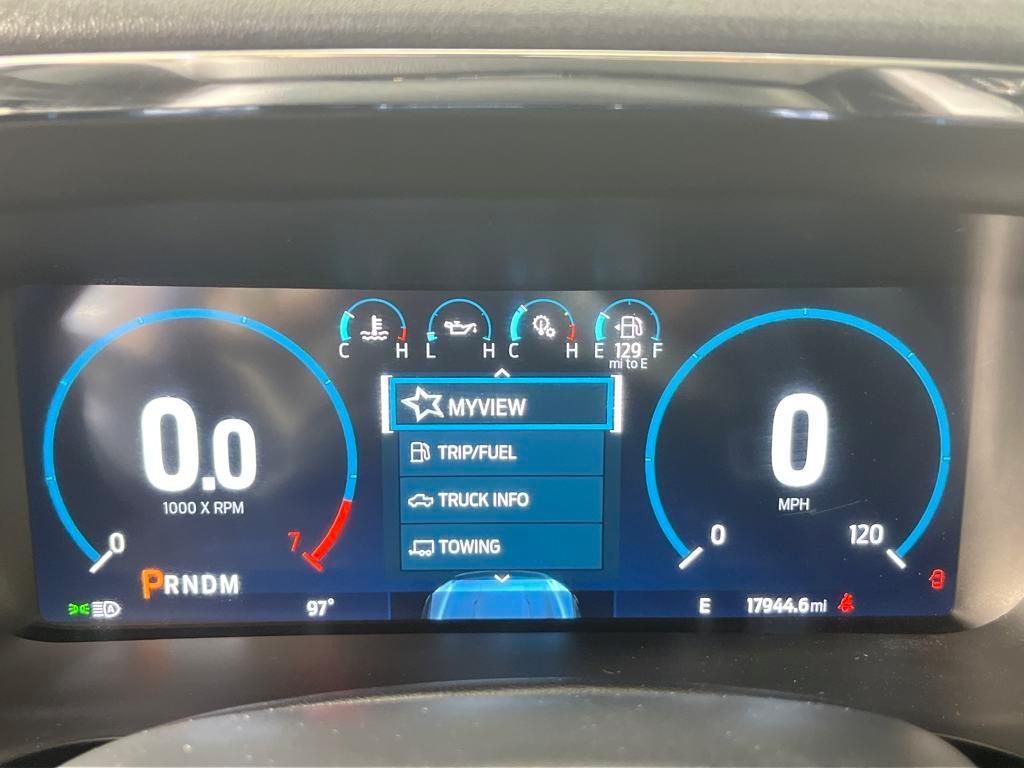 C H L H C H E 129 F
mi to E
MYVIEW
TRIP/FUEL
TRUCK INFO
TOWING
0.0
1000 X RPM
0 7
PRNDM
A
97°
0
MPH
0 120
E 17944.6mi